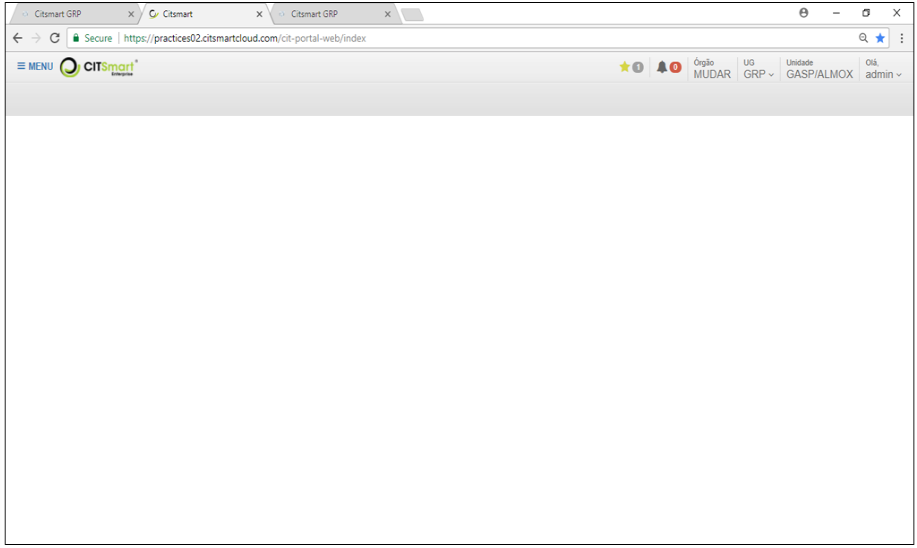 Citsmart GRP
Citsmart
Citsmart GRP
Secure | https://practices02.citsmartcloud.com/cit-portal-web/index
MENU CITSmart Enterprise 1 0 Órgão MUDAR UG GRP Unidade GASP/ALMOX Olá, admin